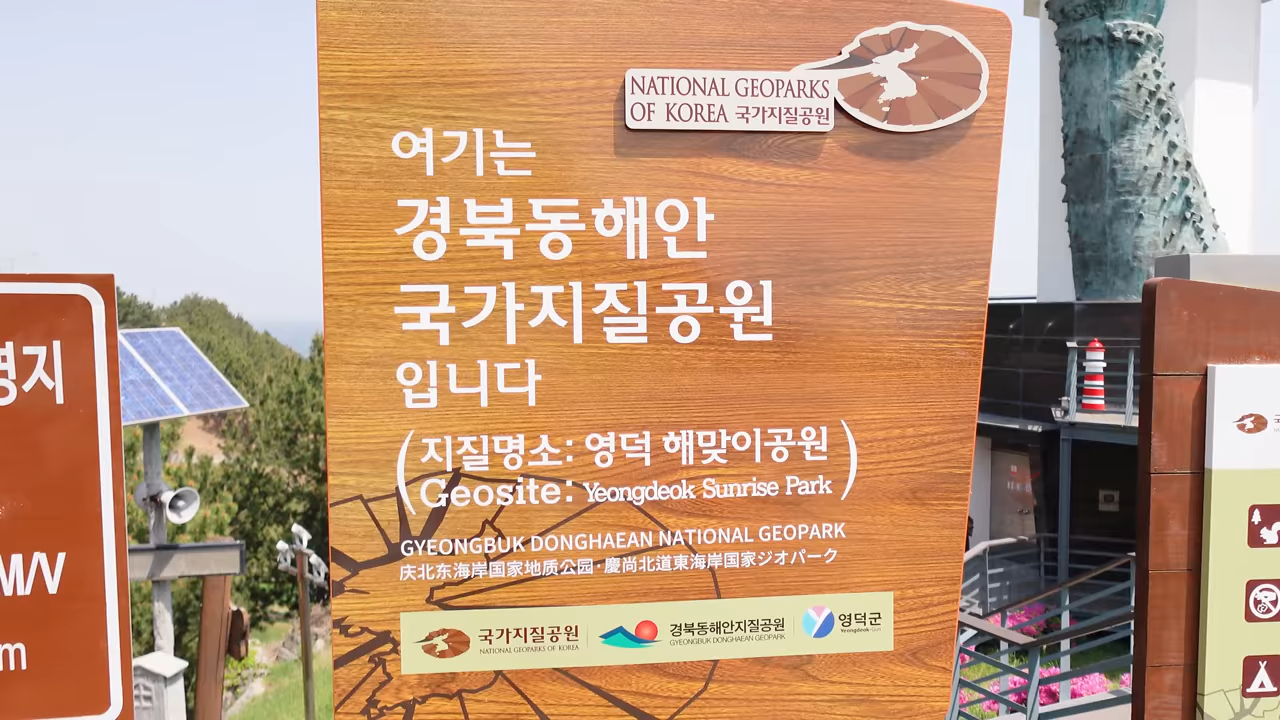 NATIONAL GEOPARKS
OF KOREA 국가지질공원
여기는
경북동해안
국가지질공원
입니다
(지질명소: 영덕 해맞이공원
Geosite: Yeongdeok Sunrise Park)
GYEONGBUK DONGHAEAN NATIONAL GEOPARK
庆北东海岸国家地质公园·慶尚北道東海岸国家ジオパーク
국가지질공원
NATIONAL GEOPARKS OF KOREA
경북동해안지질공원
GYEONGBUK DONGHAEAN GEOPARK
영덕군
Yeongdeok-gun
명지
M/V
m